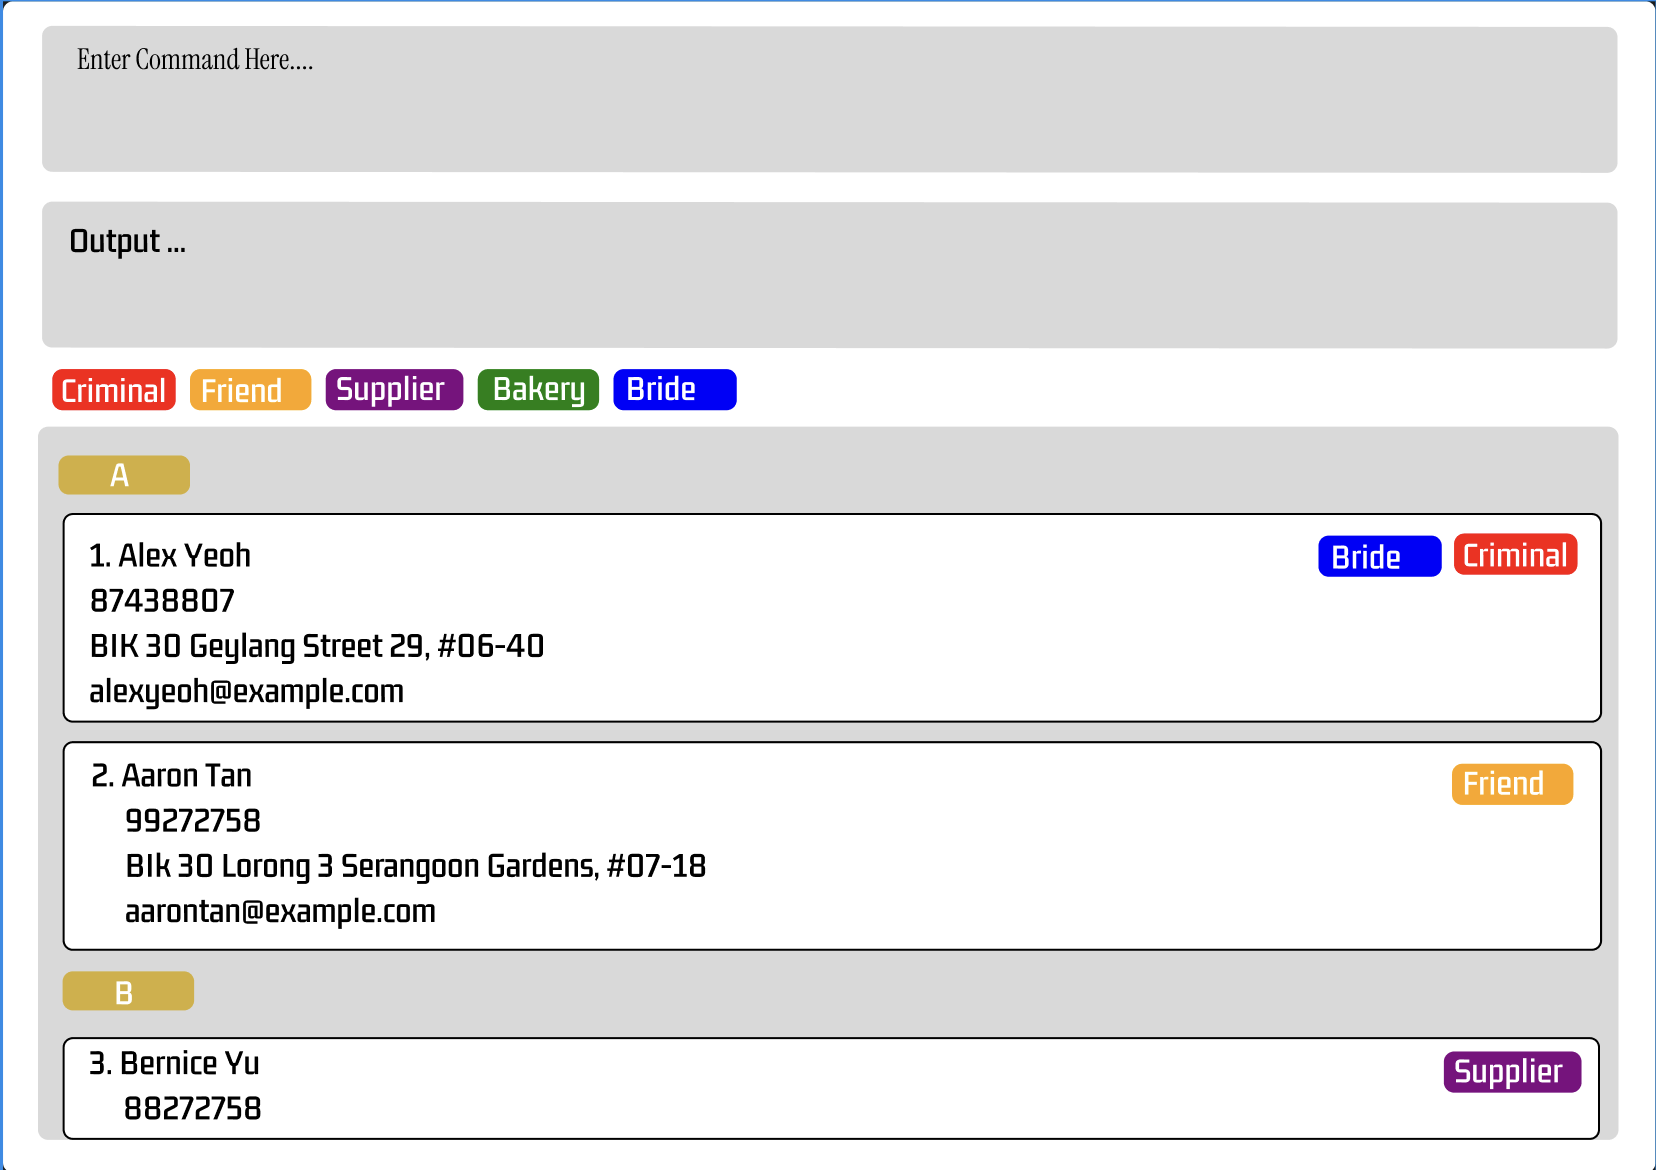 Enter Command Here....
Output ...
Criminal Friend Supplier Bakery Bride
A
1. Alex Yeoh Bride Criminal
87438807
BIK 30 Geylang Street 29, #06-40
alexyeoh@example.com
2. Aaron Tan Friend
99272758
BIk 30 Lorong 3 Serangoon Gardens, #07-18
aarontan@example.com
B
3. Bernice Yu Supplier
88272758